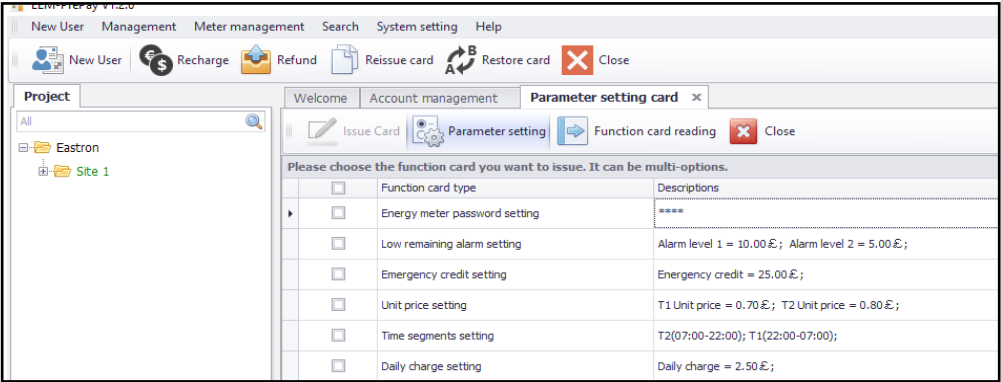 EEM-PrePay V1.2.0
New User Management Meter management Search System setting Help
New User Recharge Refund Reissue card Restore card Close
Project Welcome Account management Parameter setting card
All Issue Card Parameter setting Function card reading Close
Eastron
Site 1
Please choose the function card you want to issue. It can be multi-options.
Function card type Descriptions
Energy meter password setting ****
Low remaining alarm setting Alarm level 1 = 10.00£; Alarm level 2 = 5.00£;
Emergency credit setting Energency credit = 25.00£;
Unit price setting T1 Unit price = 0.70£; T2 Unit price = 0.80£;
Time segments setting T2(07:00-22:00); T1(22:00-07:00);
Daily charge setting Daily charge = 2.50£;